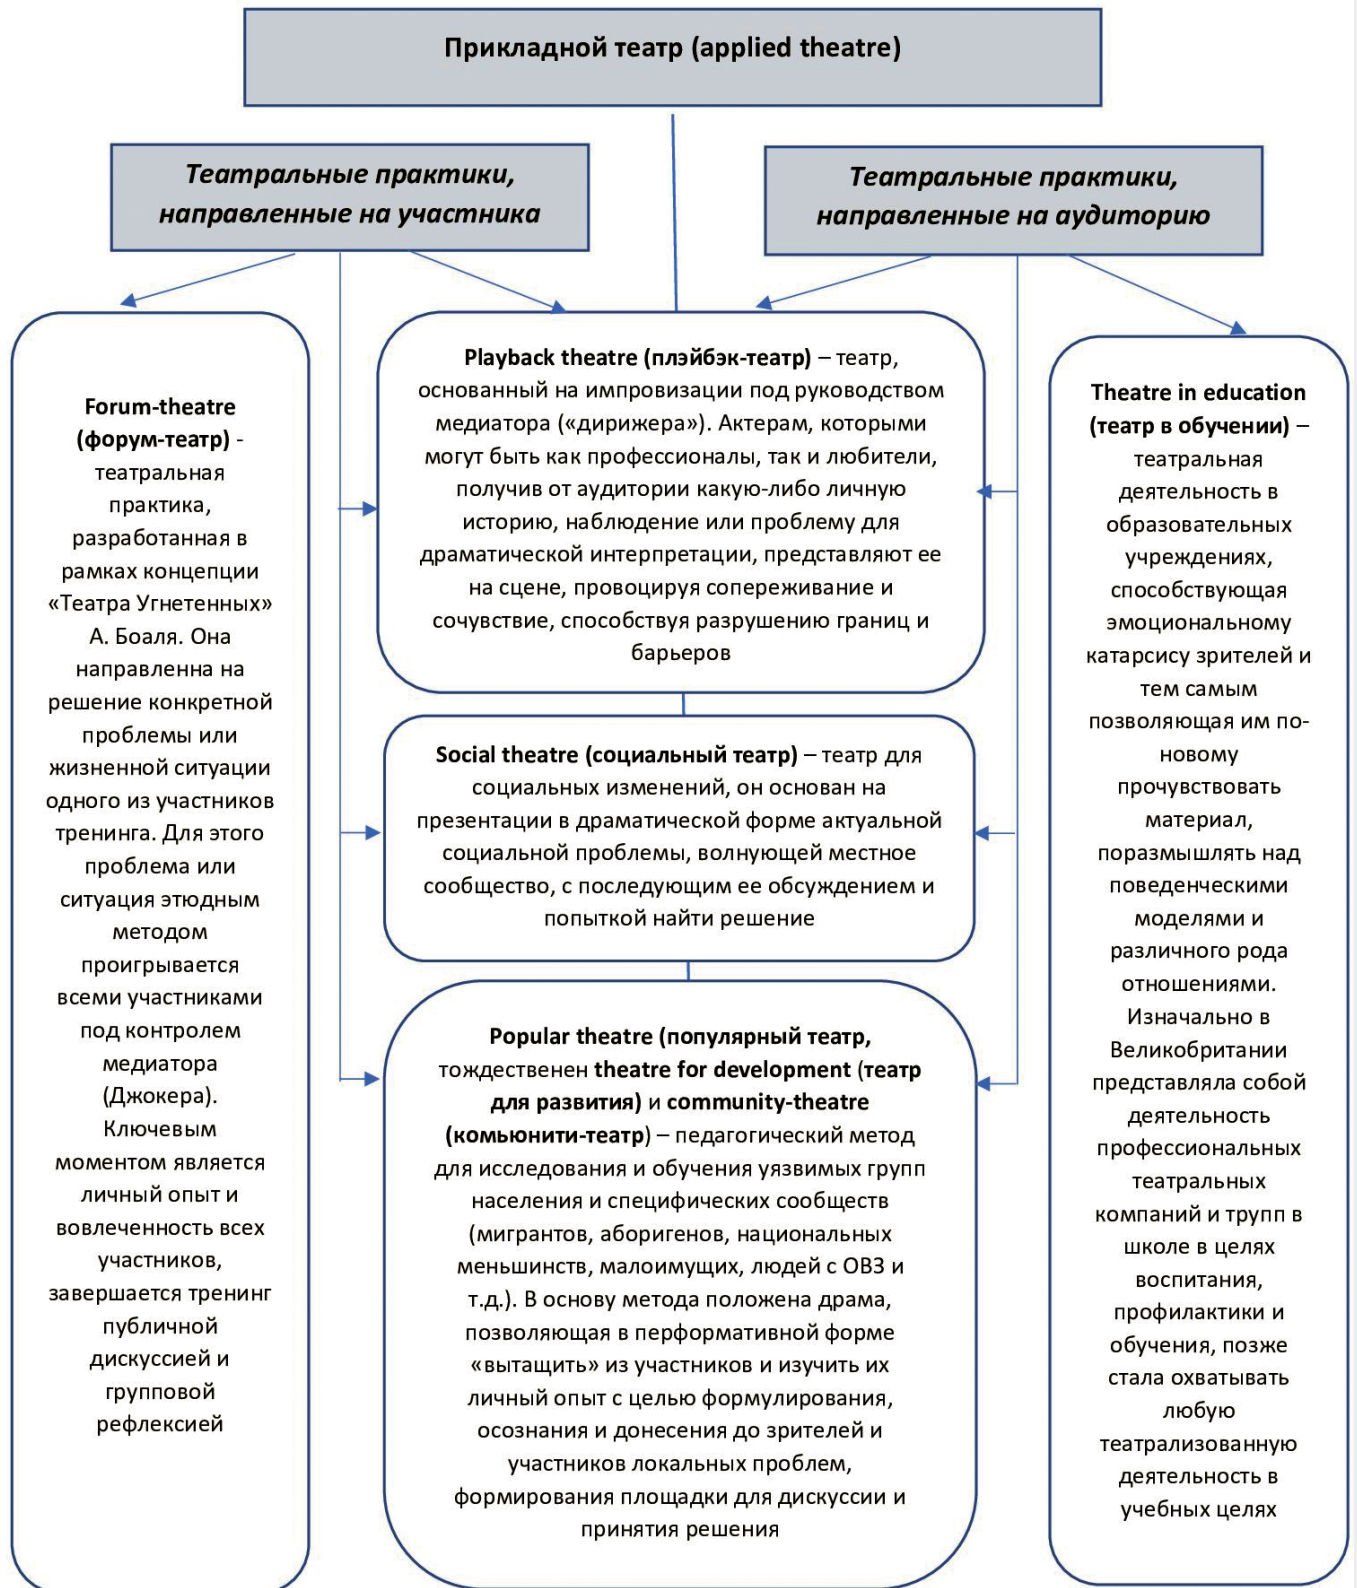 Прикладной театр (applied theatre)
Театральные практики,
направленные на участника
Театральные практики,
направленные на аудиторию
Forum-theatre
(форум-театр) -
театральная
практика,
разработанная в
рамках концепции
«Театра Угнетенных»
А. Боаля. Она
направленна на
решение конкретной
проблемы или
жизненной ситуации
одного из участников
тренинга. Для этого
проблема или
ситуация этюдным
методом
проигрывается
всеми участниками
под контролем
медиатора
(Джокера).
Ключевым
моментом является
личный опыт и
вовлеченность всех
участников,
завершается тренинг
публичной
дискуссией и
групповой
рефлексией
Playback theatre (плэйбэк-театр) – театр,
основанный на импровизации под руководством
медиатора («дирижера»). Актерам, которыми
могут быть как профессионалы, так и любители,
получив от аудитории какую-либо личную
историю, наблюдение или проблему для
драматической интерпретации, представляют ее
на сцене, провоцируя сопереживание и
сочувствие, способствуя разрушению границ и
барьеров
Social theatre (социальный театр) – театр для
социальных изменений, он основан на
презентации в драматической форме актуальной
социальной проблемы, волнующей местное
сообщество, с последующим ее обсуждением и
попыткой найти решение
Popular theatre (популярный театр,
тождественен theatre for development (театр
для развития) и community-theatre
(комьюнити-театр) – педагогический метод
для исследования и обучения уязвимых групп
населения и специфических сообществ
(мигрантов, аборигенов, национальных
меньшинств, малоимущих, людей с ОВЗ и
т.д.). В основу метода положена драма,
позволяющая в перформативной форме
«вытащить» из участников и изучить их
личный опыт с целью формулирования,
осознания и донесения до зрителей и
участников локальных проблем,
формирования площадки для дискуссии и
принятия решения
Theatre in education
(театр в обучении) –
театральная
деятельность в
образовательных
учреждениях,
способствующая
эмоциональному
катарсису зрителей и
тем самым
позволяющая им по-
новому
прочувствовать
материал,
поразмышлять над
поведенческими
моделями и
различного рода
отношениями.
Изначально в
Великобритании
представляла собой
деятельность
профессиональных
театральных
компаний и трупп в
школе в целях
воспитания,
профилактики и
обучения, позже
стала охватывать
любую
театрализованную
деятельность в
учебных целях